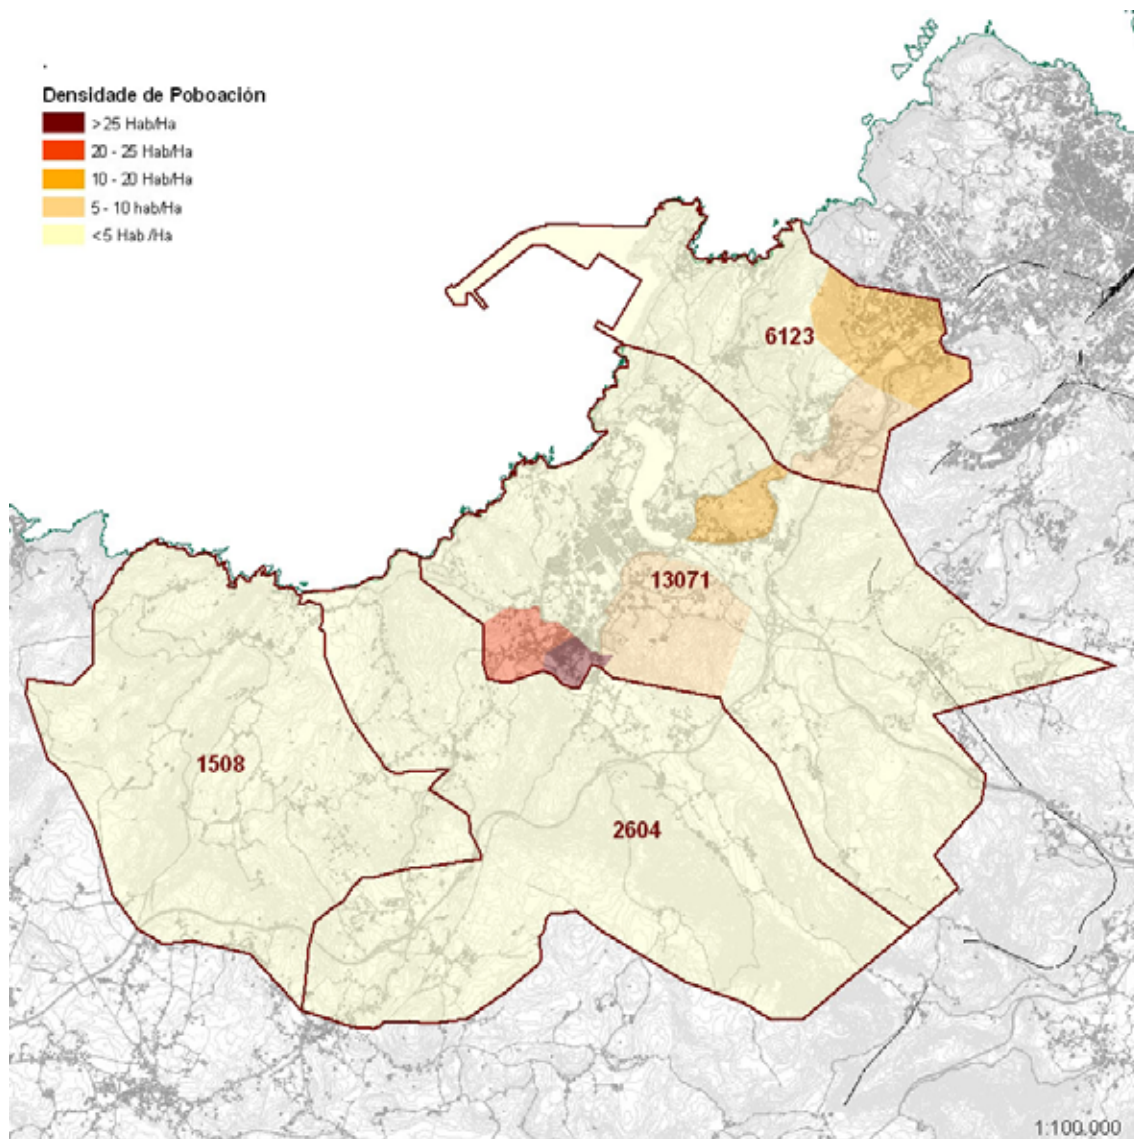 Densidade de Poboación
>25 Hab/Ha
20 - 25 Hab/Ha
10 - 20 Hab/Ha
5 - 10 hab/Ha
<5 Hab./Ha
6123
13071
1508
2604
1:100.000